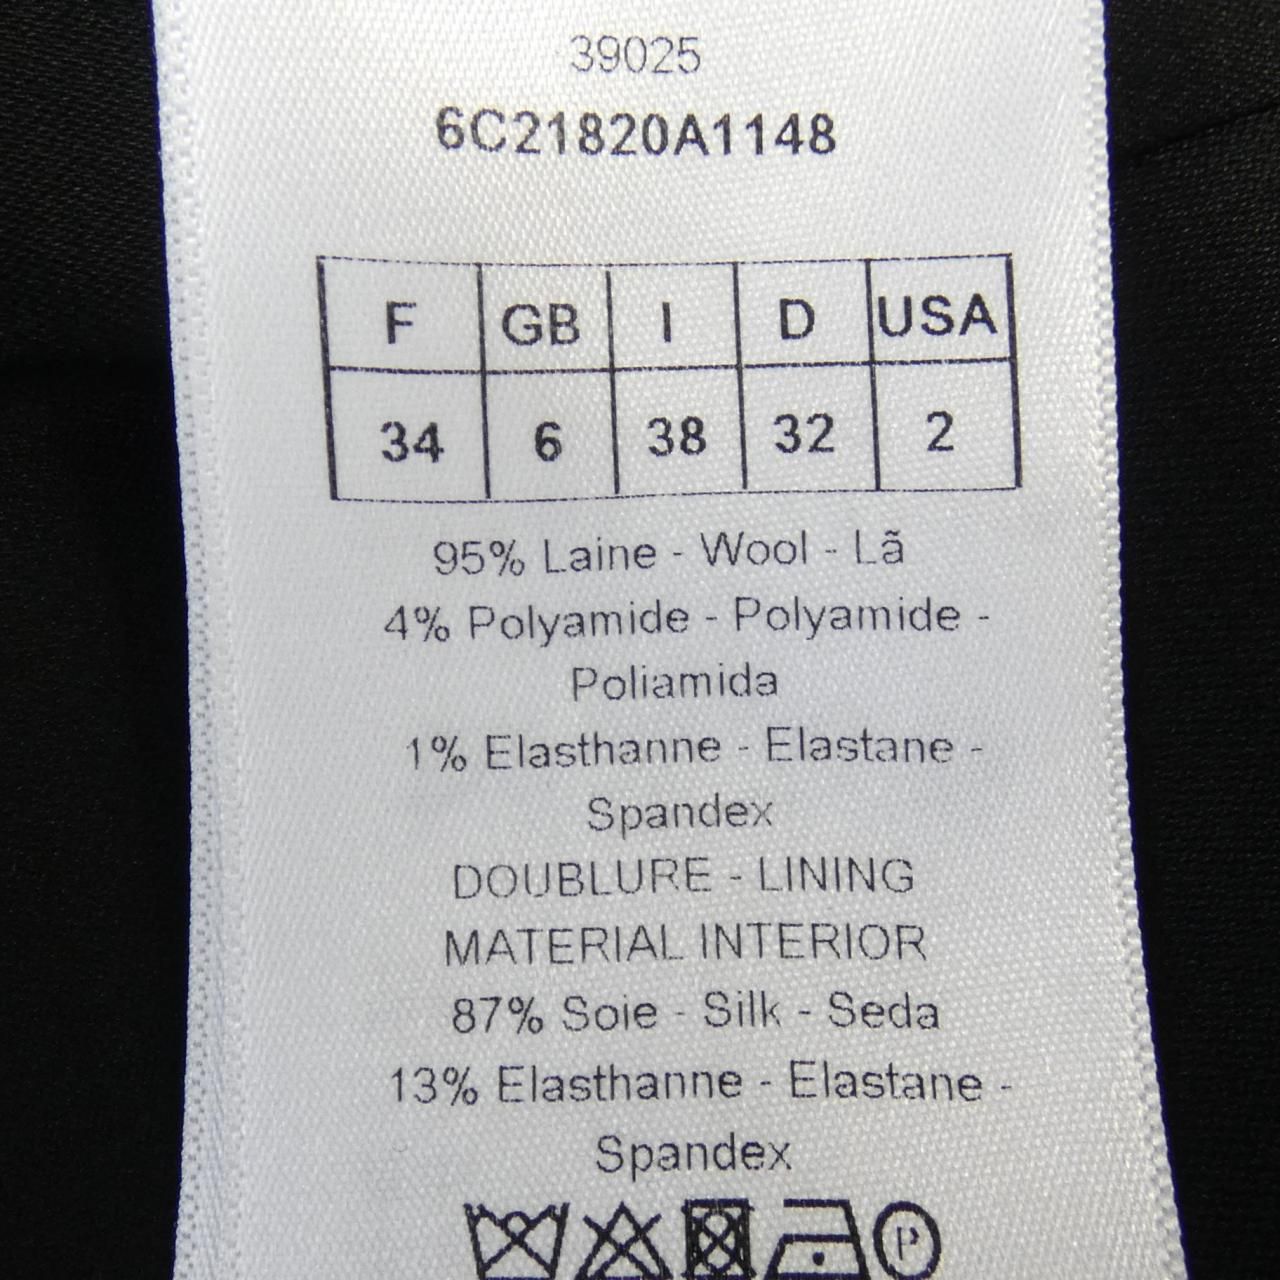 39025
6C21820A1148
F GB I D USA
34 6 38 32 2
95% Laine - Wool - Lã
4% Polyamide - Polyamide -
Poliamida
1% Elasthanne - Elastane -
Spandex
DOUBLURE - LINING
MATERIAL INTERIOR
87% Soie - Silk - Seda
13% Elasthanne - Elastane -
Spandex
P